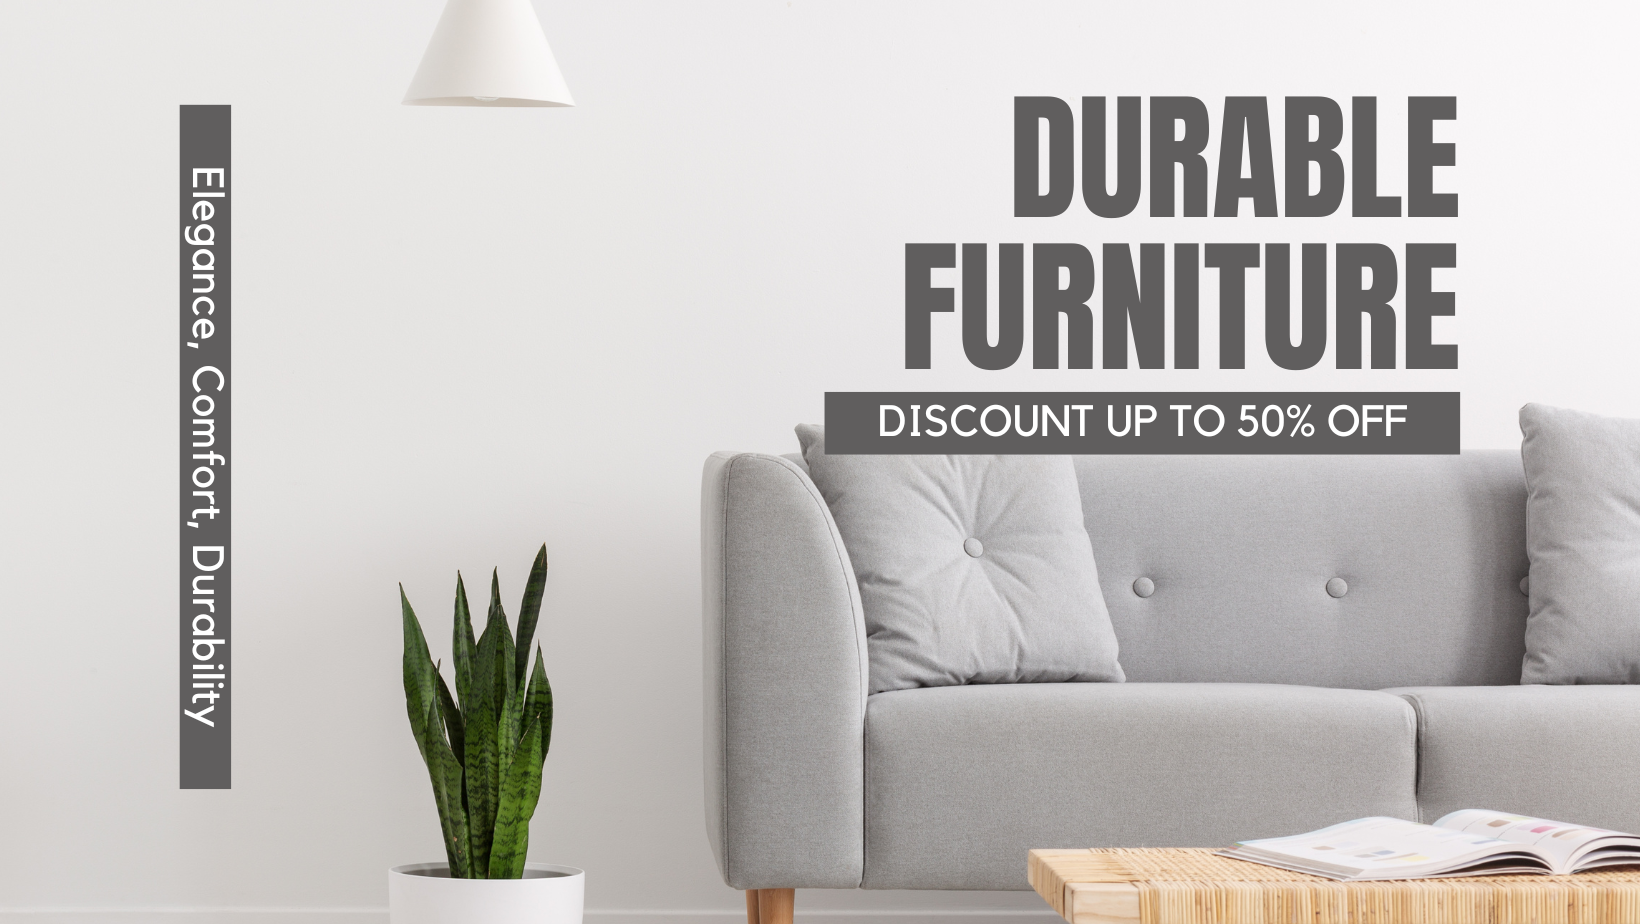 DURABLE
FURNITURE
DISCOUNT UP TO 50% OFF
Elegance, Comfort, Durability